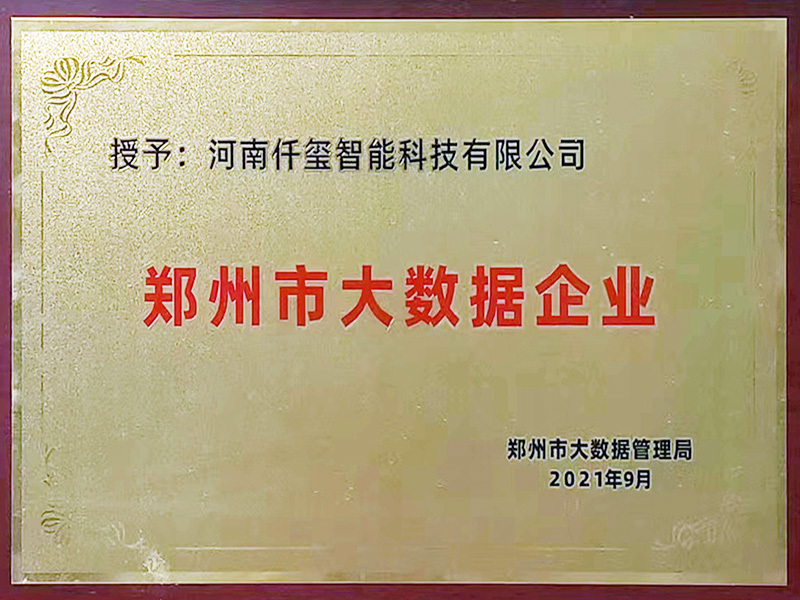 授予：河南仟玺智能科技有限公司
郑州市大数据企业
郑州市大数据管理局
2021年9月